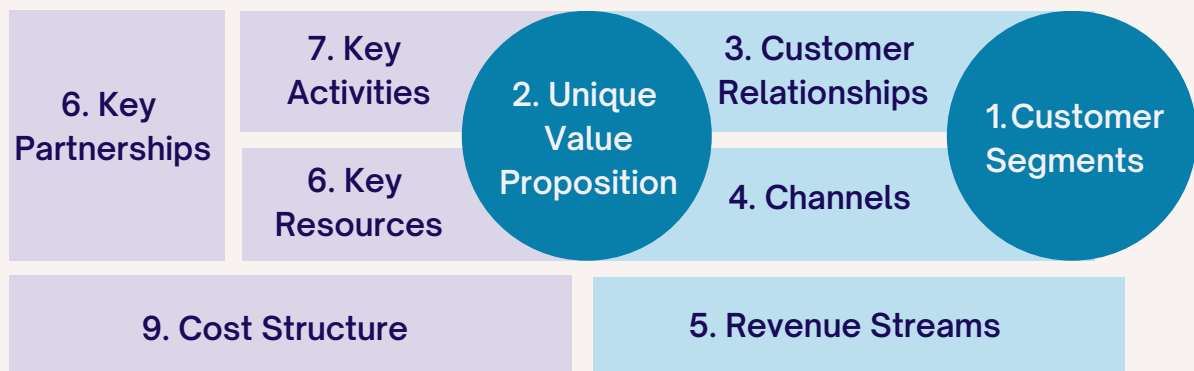 6. Key
Partnerships
7. Key
Activities
6. Key
Resources
2. Unique
Value
Proposition
3. Customer
Relationships
4. Channels
1. Customer
Segments
9. Cost Structure
5. Revenue Streams